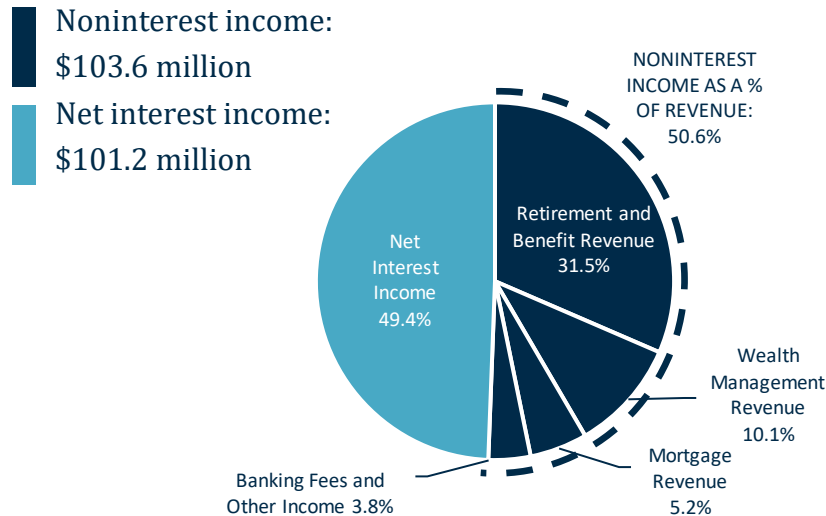 Noninterest income:
$103.6 million
Net interest income:
$101.2 million
NONINTEREST
INCOME AS A %
OF REVENUE:
50.6%
Retirement and
Benefit Revenue
31.5%
Net
Interest
Income
49.4%
Wealth
Management
Revenue
10.1%
Mortgage
Revenue
5.2%
Banking Fees and
Other Income 3.8%